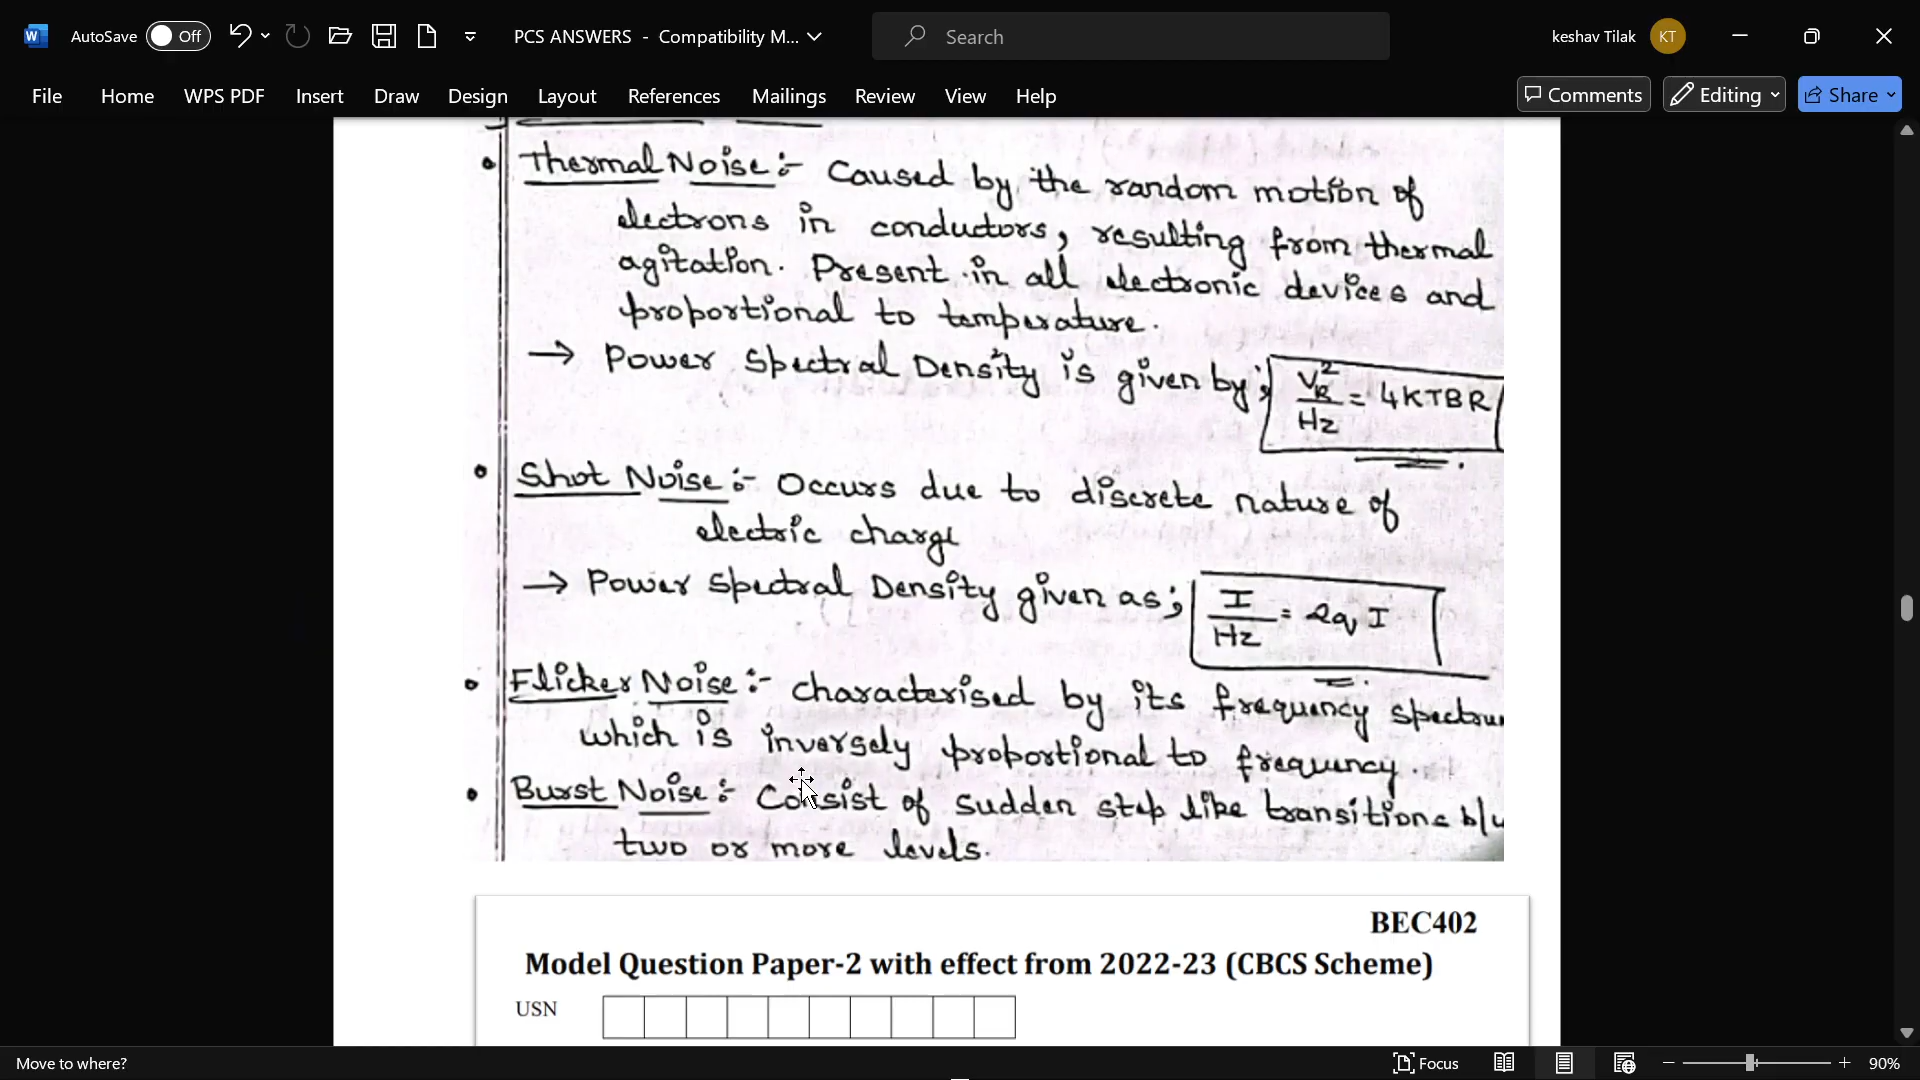 AutoSave Off PCS ANSWERS - Compatibility M... Search keshav Tilak KT
File Home WPS PDF Insert Draw Design Layout References Mailings Review View Help Comments Editing Share
• Thermal Noise :- Caused by the random motion of
electrons in conductors, resulting from thermal
agitation. Present in all electronic devices and
proportional to temperature.
→ Power Spectral Density is given by; V_R^2/Hz = 4KTBR
• Shot Noise :- Occurs due to discrete nature of
electric charge
→ Power Spectral Density given as; I/Hz = 2q I
• Flicker Noise :- Characterised by its frequency spectru
which is inversely proportional to frequency.
• Burst Noise :- Consist of sudden step like transitions b/w
two or more levels.
BEC402
Model Question Paper-2 with effect from 2022-23 (CBCS Scheme)
USN
Move to where? Focus 90%